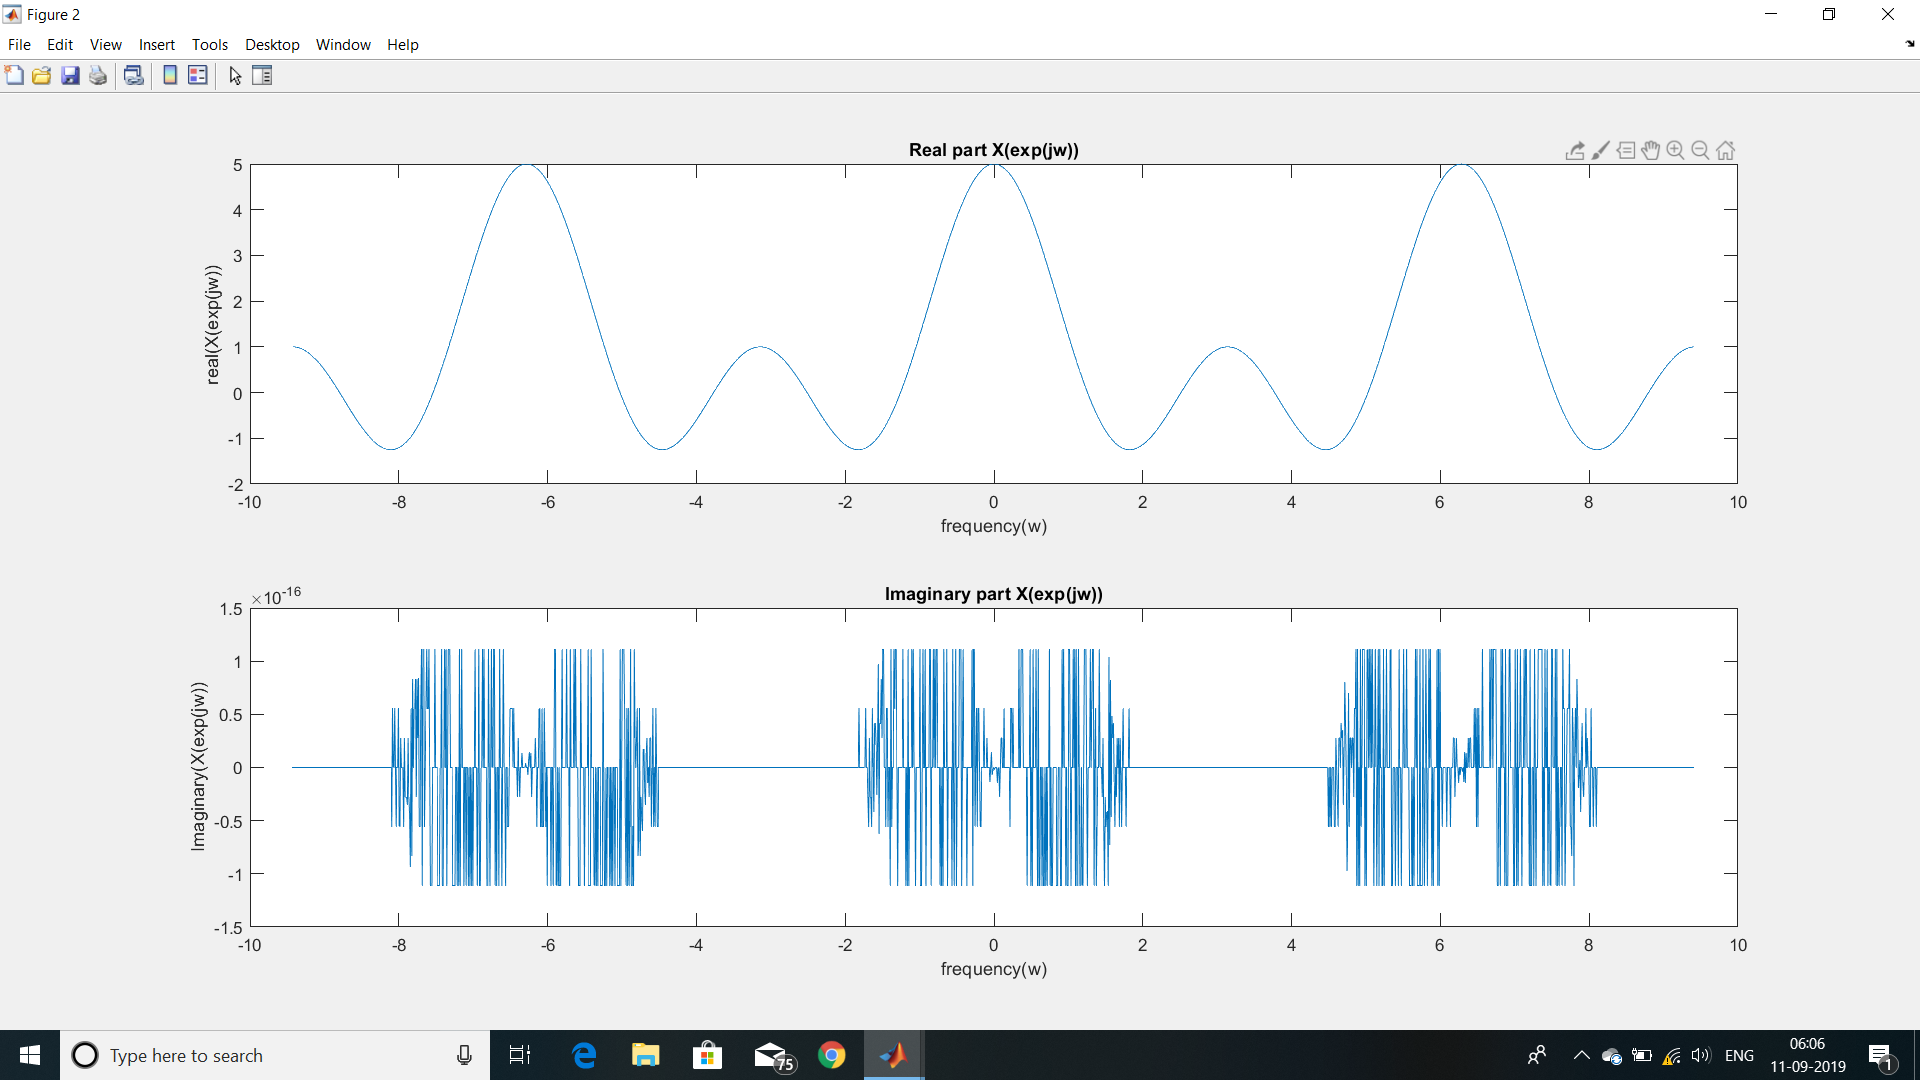 Figure 2
File Edit View Insert Tools Desktop Window Help
Real part X(exp(jw))
5
4
3
2
1
0
-1
-2
real(X(exp(jw))
-10 -8 -6 -4 -2 0 2 4 6 8 10
frequency(w)
Imaginary part X(exp(jw))
×10-16
1.5
1
0.5
0
-0.5
-1
-1.5
Imaginary(X(exp(jw))
-10 -8 -6 -4 -2 0 2 4 6 8 10
frequency(w)
Type here to search
75
ENG
06:06
11-09-2019
1